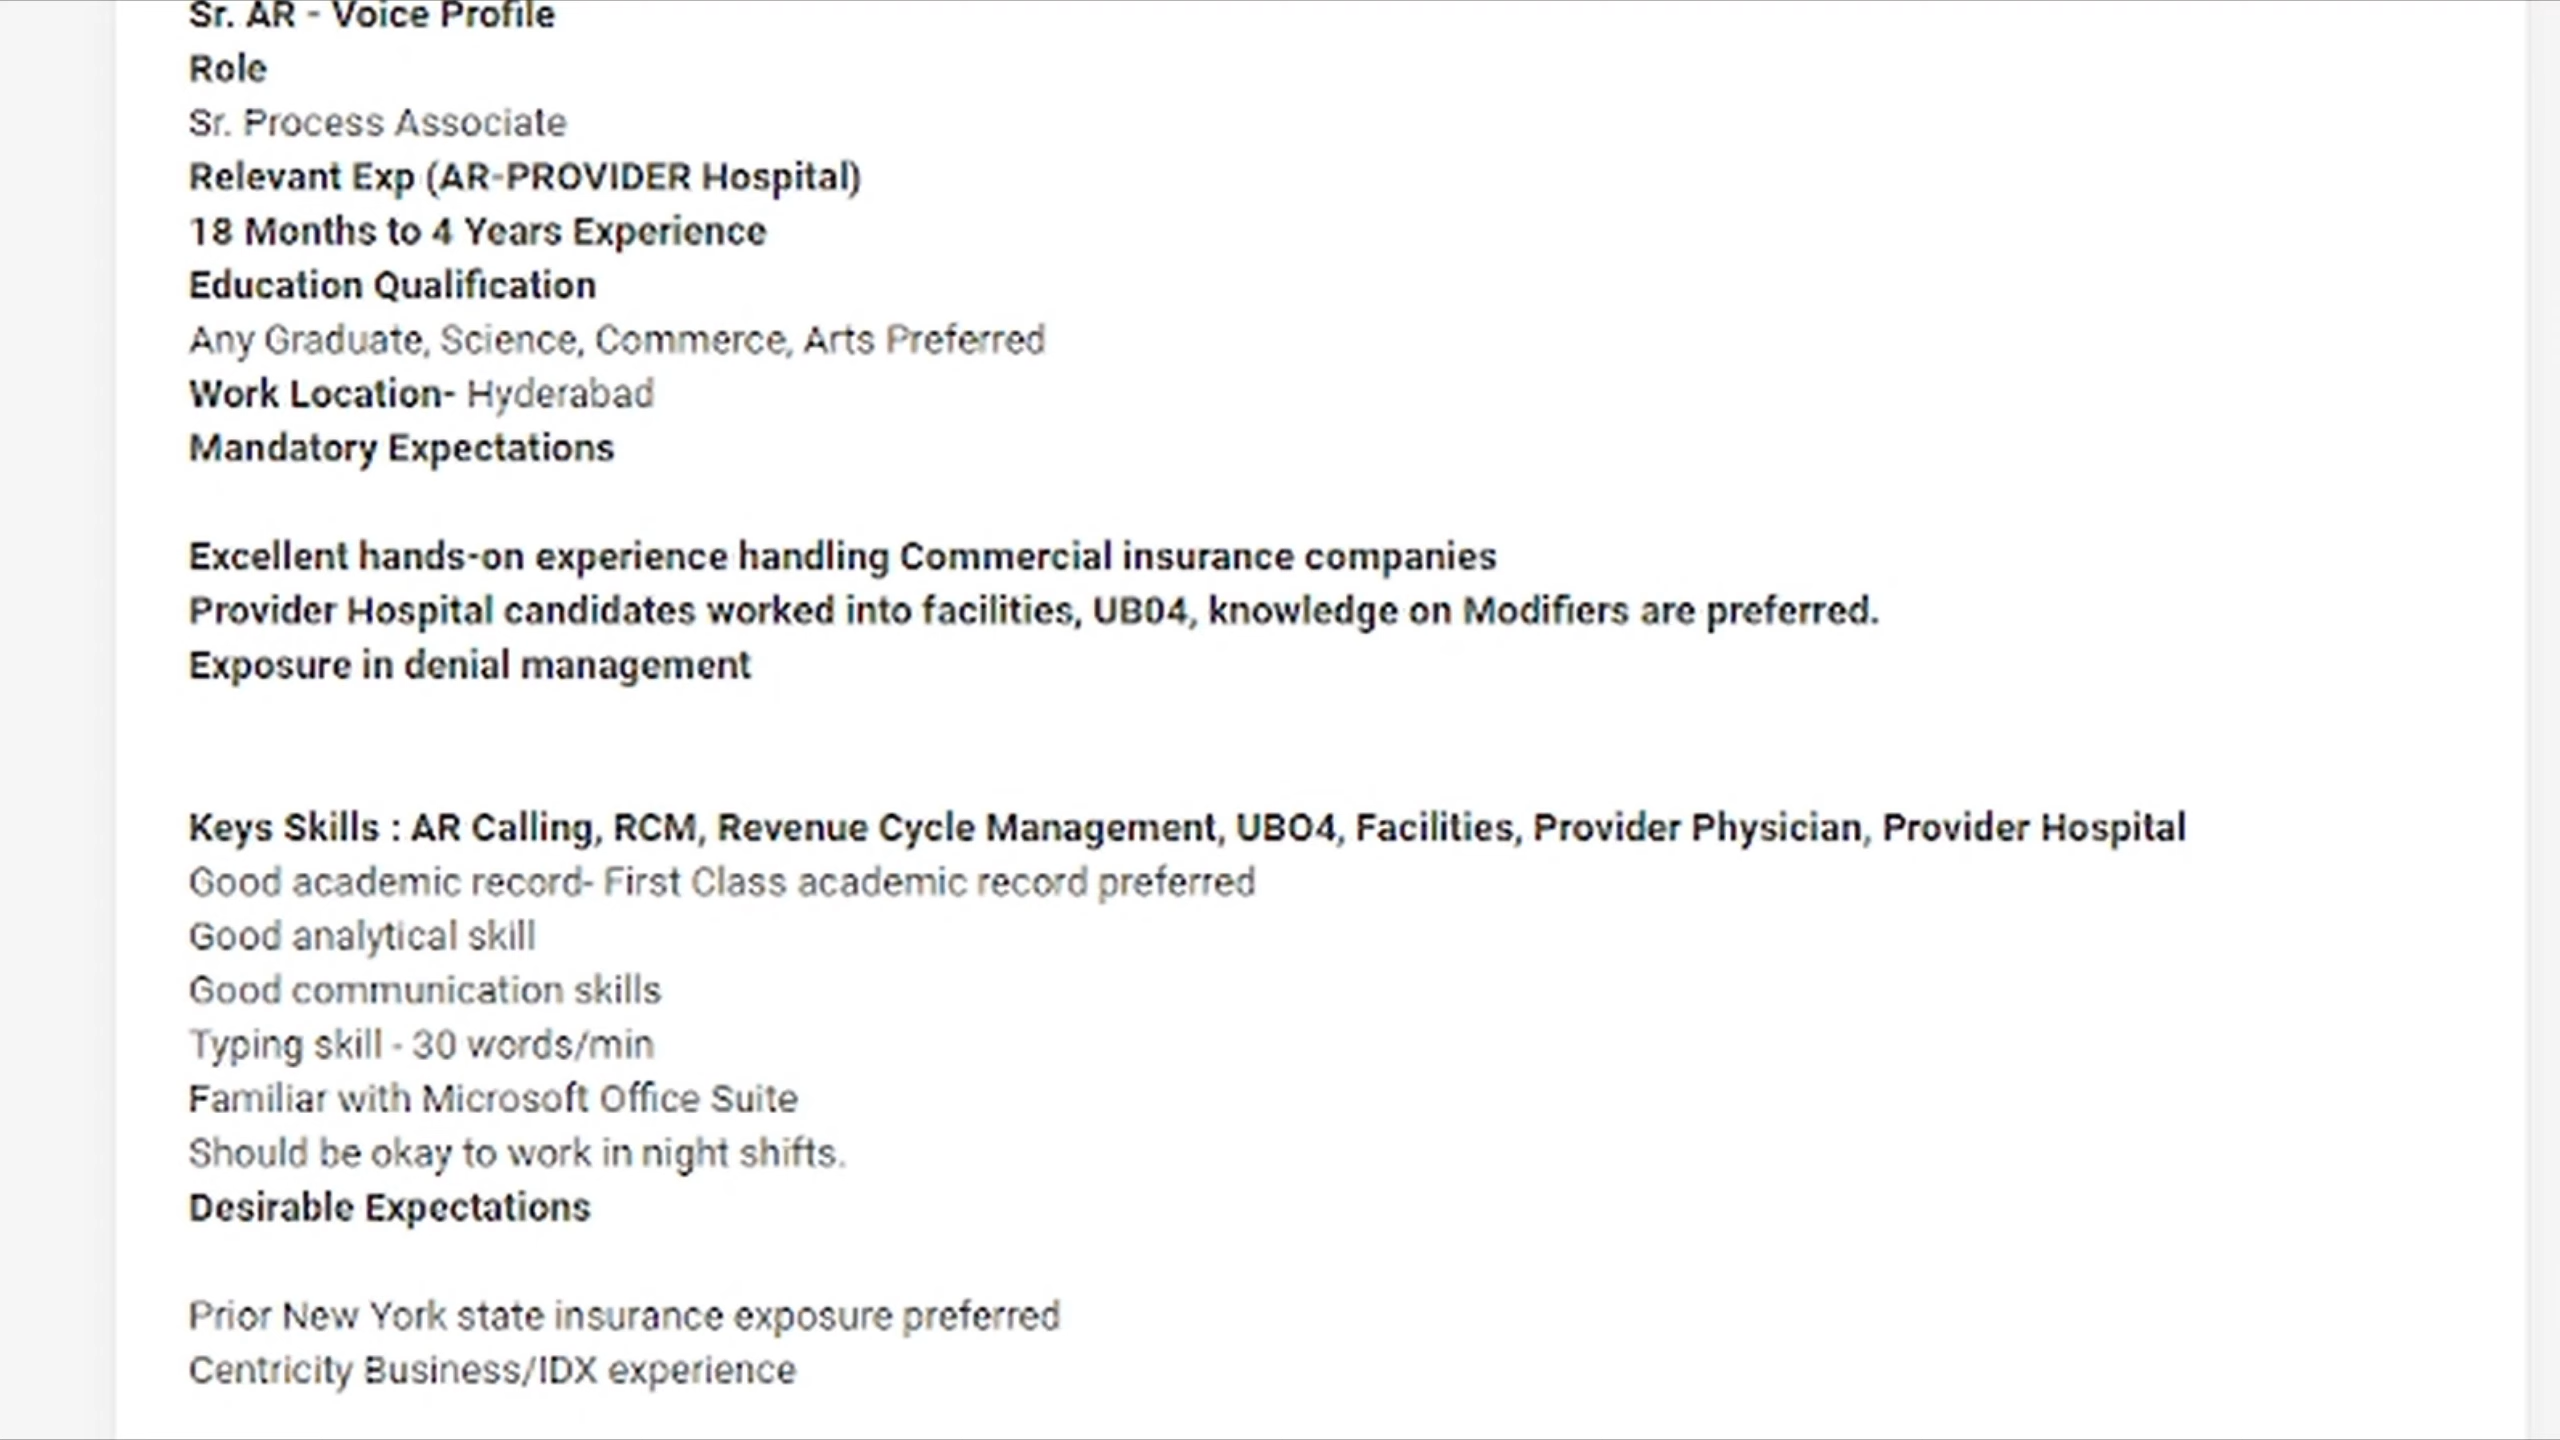 Sr. AR - Voice Profile
Role
Sr. Process Associate
Relevant Exp (AR-PROVIDER Hospital)
18 Months to 4 Years Experience
Education Qualification
Any Graduate, Science, Commerce, Arts Preferred
Work Location- Hyderabad
Mandatory Expectations
Excellent hands-on experience handling Commercial insurance companies
Provider Hospital candidates worked into facilities, UB04, knowledge on Modifiers are preferred.
Exposure in denial management
Keys Skills : AR Calling, RCM, Revenue Cycle Management, UBO4, Facilities, Provider Physician, Provider Hospital
Good academic record- First Class academic record preferred
Good analytical skill
Good communication skills
Typing skill - 30 words/min
Familiar with Microsoft Office Suite
Should be okay to work in night shifts.
Desirable Expectations
Prior New York state insurance exposure preferred
Centricity Business/IDX experience